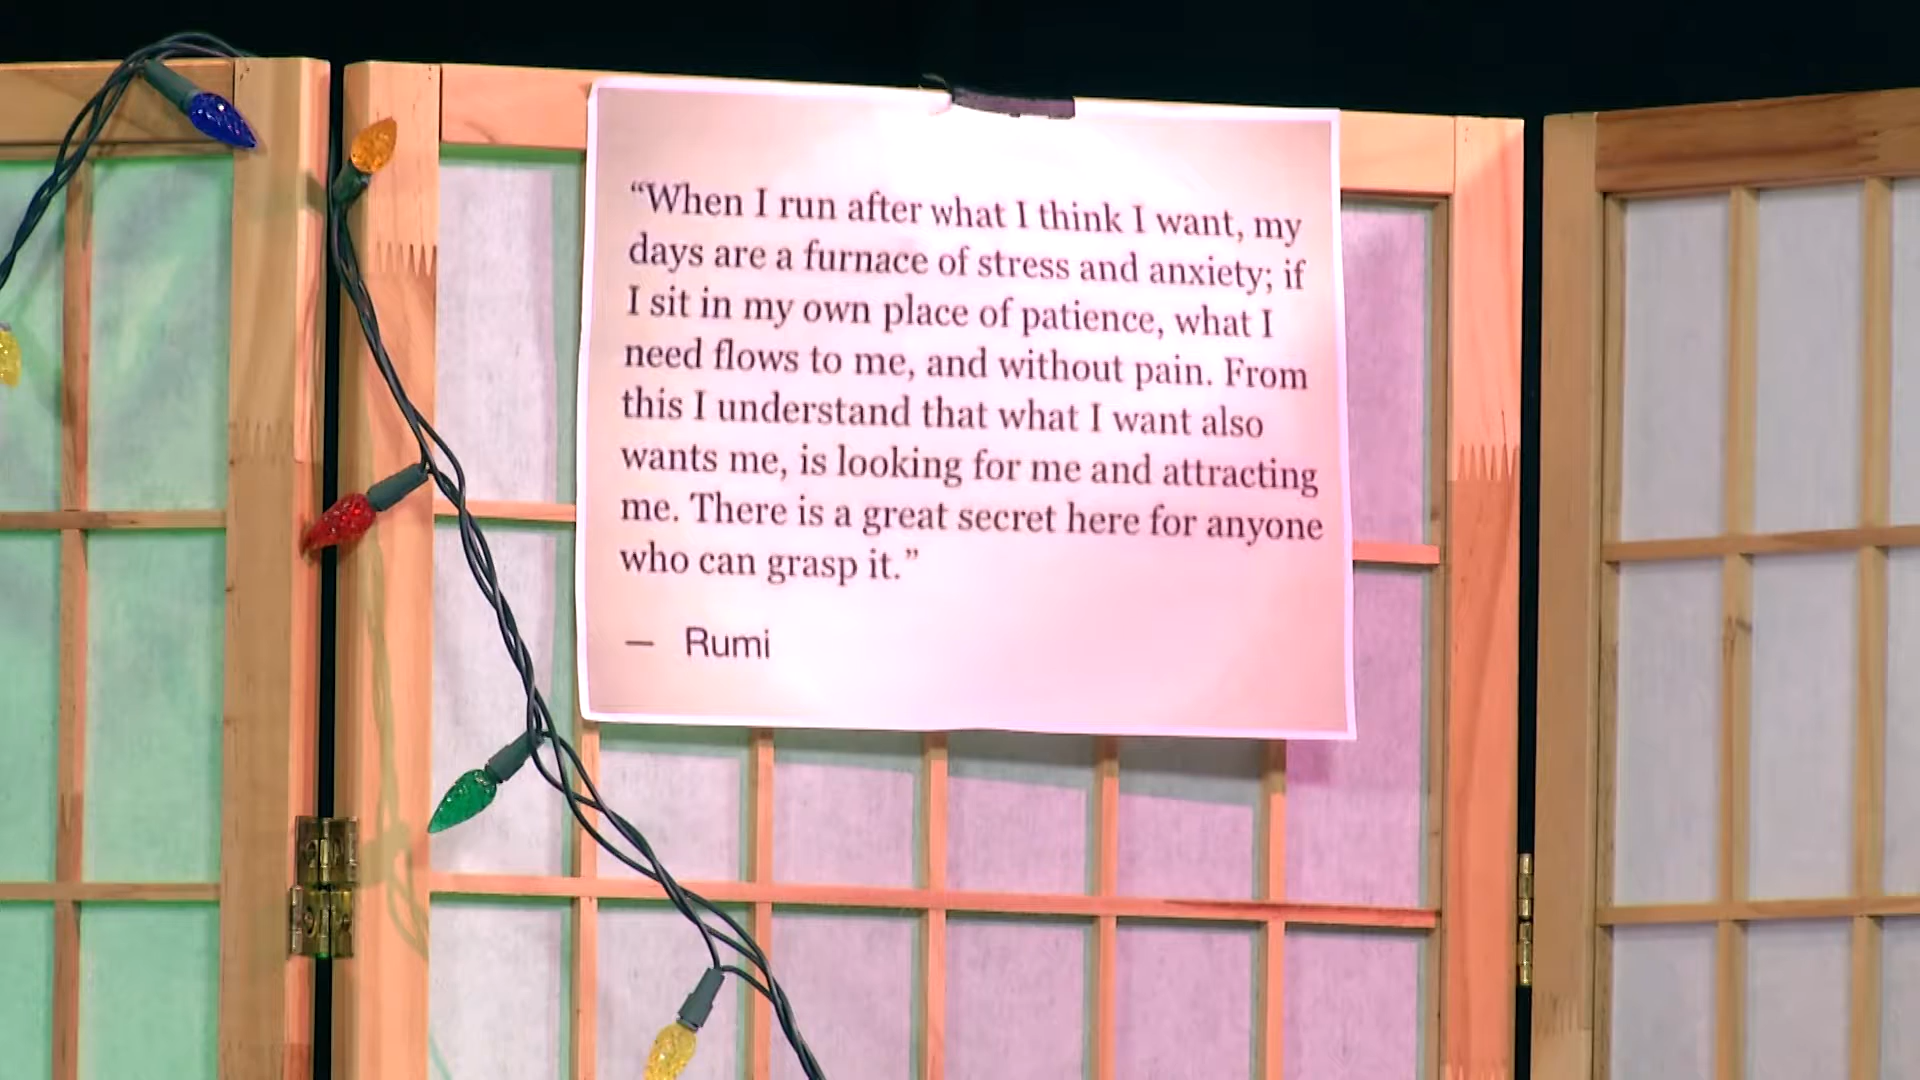 “When I run after what I think I want, my
days are a furnace of stress and anxiety; if
I sit in my own place of patience, what I
need flows to me, and without pain. From
this I understand that what I want also
wants me, is looking for me and attracting
me. There is a great secret here for anyone
who can grasp it.”
— Rumi